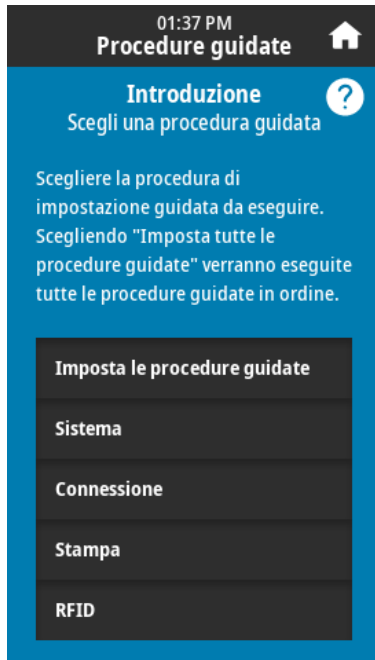 01:37 PM
Procedure guidate
Introduzione
?
Scegli una procedura guidata
Scegliere la procedura di
impostazione guidata da eseguire.
Scegliendo "Imposta tutte le
procedure guidate" verranno eseguite
tutte le procedure guidate in ordine.
Imposta le procedure guidate
Sistema
Connessione
Stampa
RFID